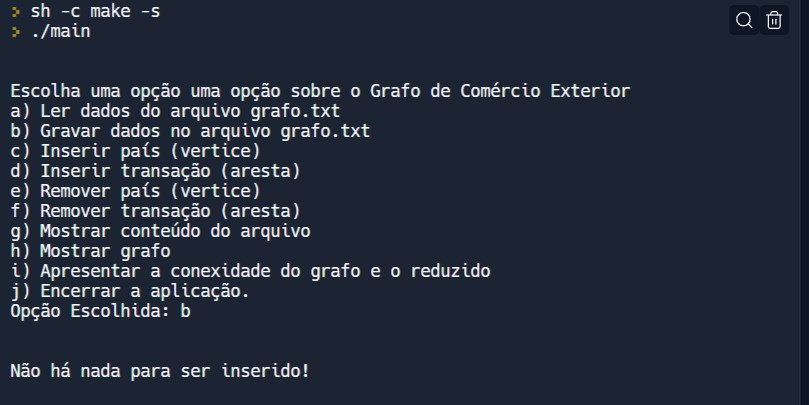 > sh -c make -s
> ./main
Escolha uma opção uma opção sobre o Grafo de Comércio Exterior
a) Ler dados do arquivo grafo.txt
b) Gravar dados no arquivo grafo.txt
c) Inserir país (vertice)
d) Inserir transação (aresta)
e) Remover país (vertice)
f) Remover transação (aresta)
g) Mostrar conteúdo do arquivo
h) Mostrar grafo
i) Apresentar a conexidade do grafo e o reduzido
j) Encerrar a aplicação.
Opção Escolhida: b
Não há nada para ser inserido!